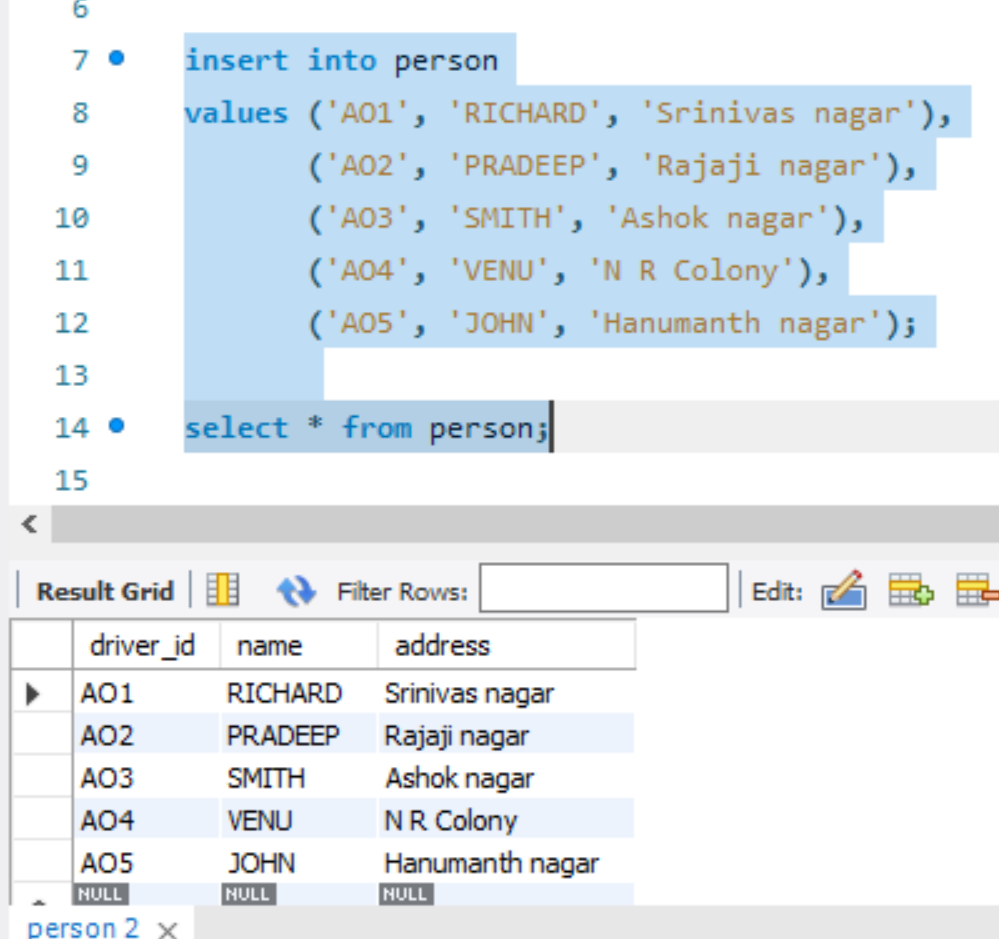 6
7 insert into person
8 values ('AO1', 'RICHARD', 'Srinivas nagar'),
9 ('AO2', 'PRADEEP', 'Rajaji nagar'),
10 ('AO3', 'SMITH', 'Ashok nagar'),
11 ('AO4', 'VENU', 'N R Colony'),
12 ('AO5', 'JOHN', 'Hanumanth nagar');
13
14 select * from person;
15
Result Grid Filter Rows: Edit:
driver_id name address
AO1 RICHARD Srinivas nagar
AO2 PRADEEP Rajaji nagar
AO3 SMITH Ashok nagar
AO4 VENU N R Colony
AO5 JOHN Hanumanth nagar
NULL NULL NULL
person 2